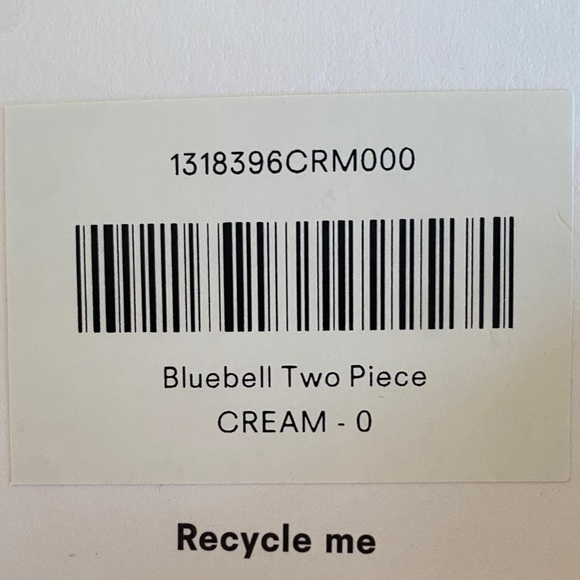 1318396CRM000
Bluebell Two Piece
CREAM - 0
Recycle me